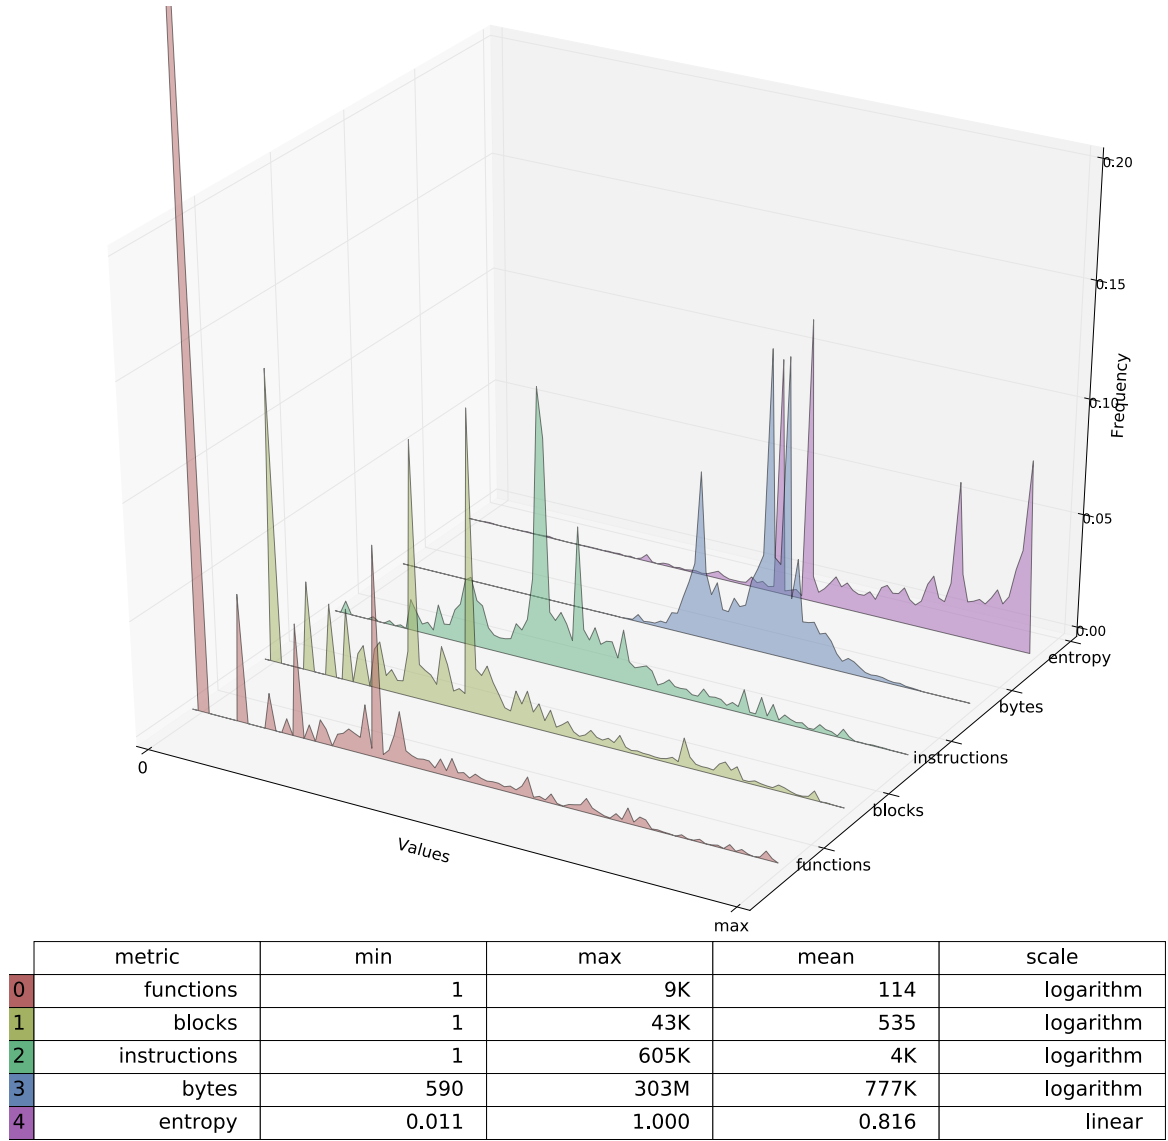 0.20
0.15
0.10
Frequency
0.05
0.00
entropy
bytes
instructions
blocks
functions
0
Values
max
metric min max mean scale
0 functions 1 9K 114 logarithm
1 blocks 1 43K 535 logarithm
2 instructions 1 605K 4K logarithm
3 bytes 590 303M 777K logarithm
4 entropy 0.011 1.000 0.816 linear